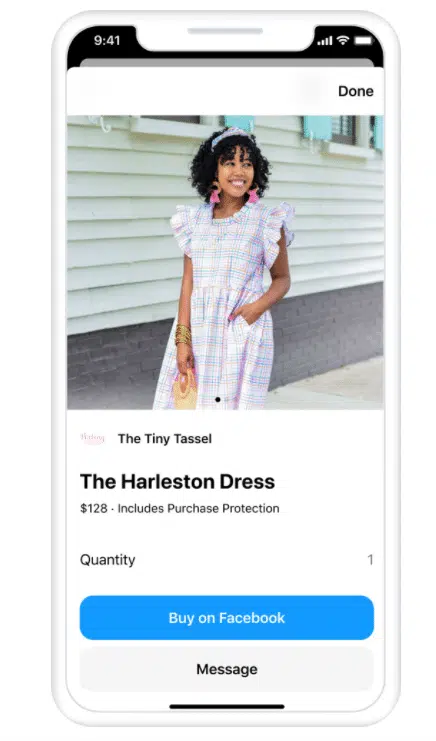 9:41
Done
The Tiny Tassel
The Harleston Dress
$128 · Includes Purchase Protection
Quantity 1
Buy on Facebook
Message